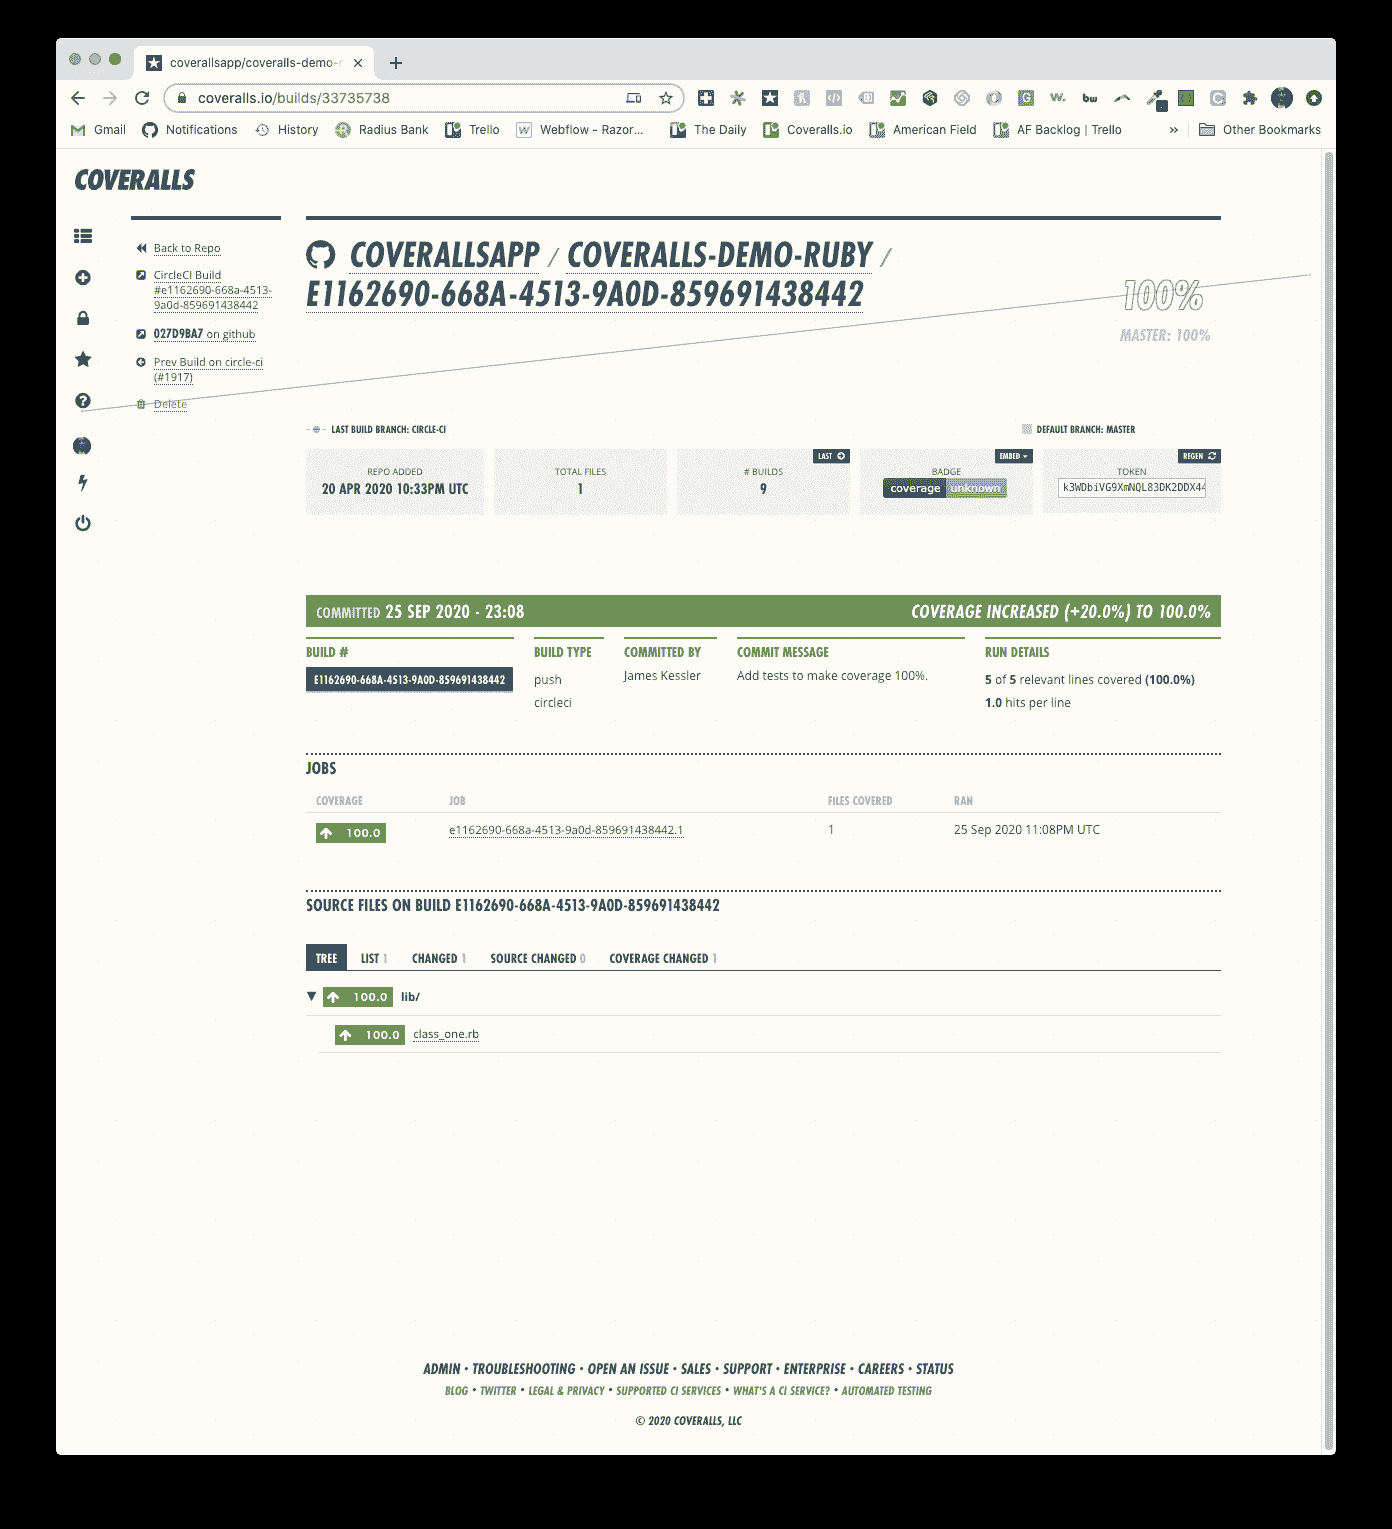 coverallsapp/coveralls-demo-r
coveralls.io/builds/33735738
Gmail Notifications History Radius Bank Trello Webflow - Razor... The Daily Coveralls.io American Field AF Backlog | Trello » Other Bookmarks
COVERALLS
Back to Repo
CircleCI Build
#e1162690-668a-4513-
9a0d-859691438442
027D9BA7 on github
Prev Build on circle-ci
(#1917)
Delete
COVERALLSAPP / COVERALLS-DEMO-RUBY /
E1162690-668A-4513-9A0D-859691438442
100%
MASTER: 100%
LAST BUILD BRANCH: CIRCLE-CI
DEFAULT BRANCH: MASTER
REPO ADDED
20 APR 2020 10:33PM UTC
TOTAL FILES
1
LAST
# BUILDS
9
EMBED
BADGE
coverage unknown
REGEN
TOKEN
k3WDbiVG9XmNQL83DK2DDX44
COMMITTED 25 SEP 2020 - 23:08
COVERAGE INCREASED (+20.0%) TO 100.0%
BUILD #
E1162690-668A-4513-9A0D-859691438442
BUILD TYPE
push
circleci
COMMITTED BY
James Kessler
COMMIT MESSAGE
Add tests to make coverage 100%.
RUN DETAILS
5 of 5 relevant lines covered (100.0%)
1.0 hits per line
JOBS
COVERAGE JOB FILES COVERED RAN
100.0 e1162690-668a-4513-9a0d-859691438442.1 1 25 Sep 2020 11:08PM UTC
SOURCE FILES ON BUILD E1162690-668A-4513-9A0D-859691438442
TREE LIST 1 CHANGED 1 SOURCE CHANGED 0 COVERAGE CHANGED 1
100.0 lib/
100.0 class_one.rb
ADMIN • TROUBLESHOOTING • OPEN AN ISSUE • SALES • SUPPORT • ENTERPRISE • CAREERS • STATUS
BLOG • TWITTER • LEGAL & PRIVACY • SUPPORTED CI SERVICES • WHAT'S A CI SERVICE? • AUTOMATED TESTING
© 2020 COVERALLS, LLC